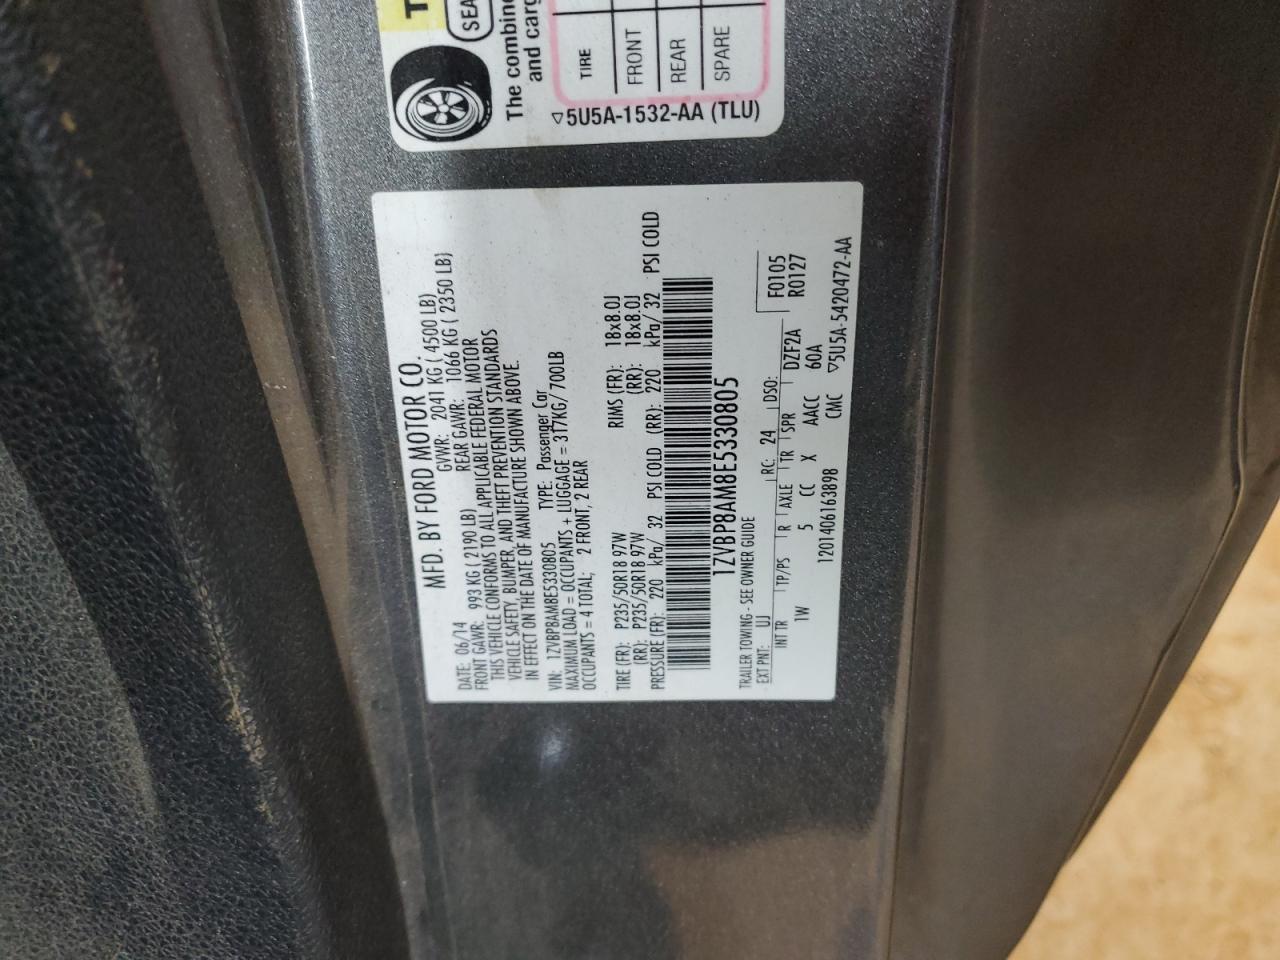 T
SEA
The combine
and carg
TIRE
FRONT
REAR
SPARE
▽5U5A-1532-AA (TLU)
MFD. BY FORD MOTOR CO.
DATE: 06/14 GVWR: 2041 KG ( 4500 LB)
FRONT GAWR: 993 KG ( 2190 LB) REAR GAWR: 1066 KG ( 2350 LB)
THIS VEHICLE CONFORMS TO ALL APPLICABLE FEDERAL MOTOR
VEHICLE SAFETY, BUMPER, AND THEFT PREVENTION STANDARDS
IN EFFECT ON THE DATE OF MANUFACTURE SHOWN ABOVE.
VIN: 1ZVBP8AM8E5330805 TYPE: Passenger Car
MAXIMUM LOAD = OCCUPANTS + LUGGAGE = 317KG/ 700LB
OCCUPANTS = 4 TOTAL; 2 FRONT, 2 REAR
TIRE (FR): P235/50R18 97W RIMS (FR): 18x8.0J
(RR): P235/50R18 97W (RR): 18x8.0J
PRESSURE (FR): 220 kPa/ 32 PSI COLD (RR): 220 kPa/ 32 PSI COLD
1ZVBP8AM8E5330805
TRAILER TOWING - SEE OWNER GUIDE
EXT PNT: UJ RC: 24 DSO: F0105
INT TR TP/PS R AXLE TR SPR DZF2A R0127
1W 5 CC X AACC 60A
1201406163898 CMC ▽5U5A-5420472-AA